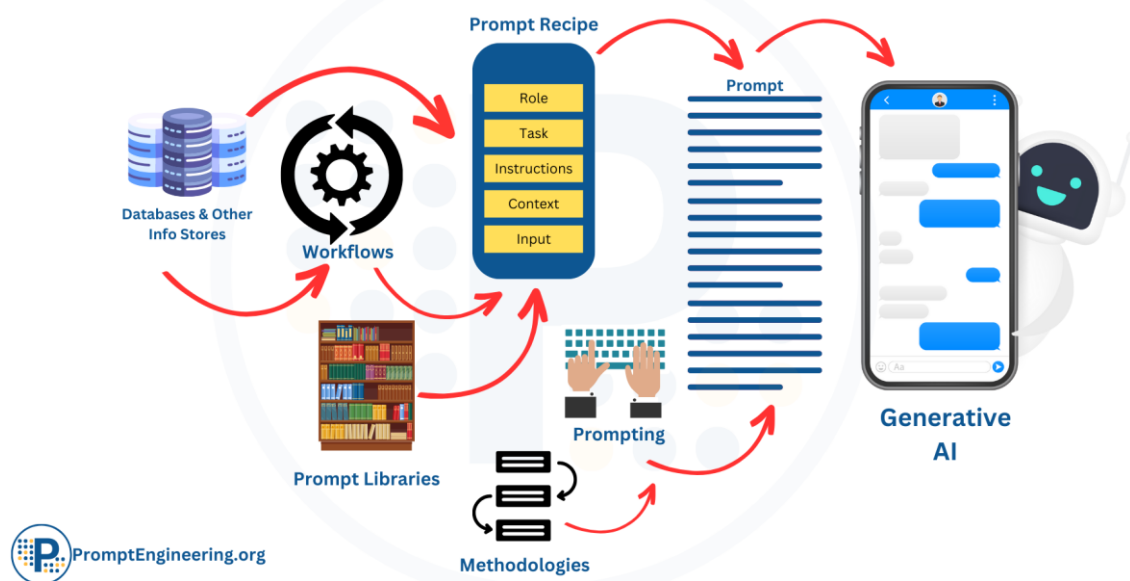 Prompt Recipe
Role
Task
Instructions
Context
Input
Prompt
Databases & Other
Info Stores
Workflows
Prompt Libraries
Prompting
Methodologies
Aa
Generative
AI
P
PromptEngineering.org